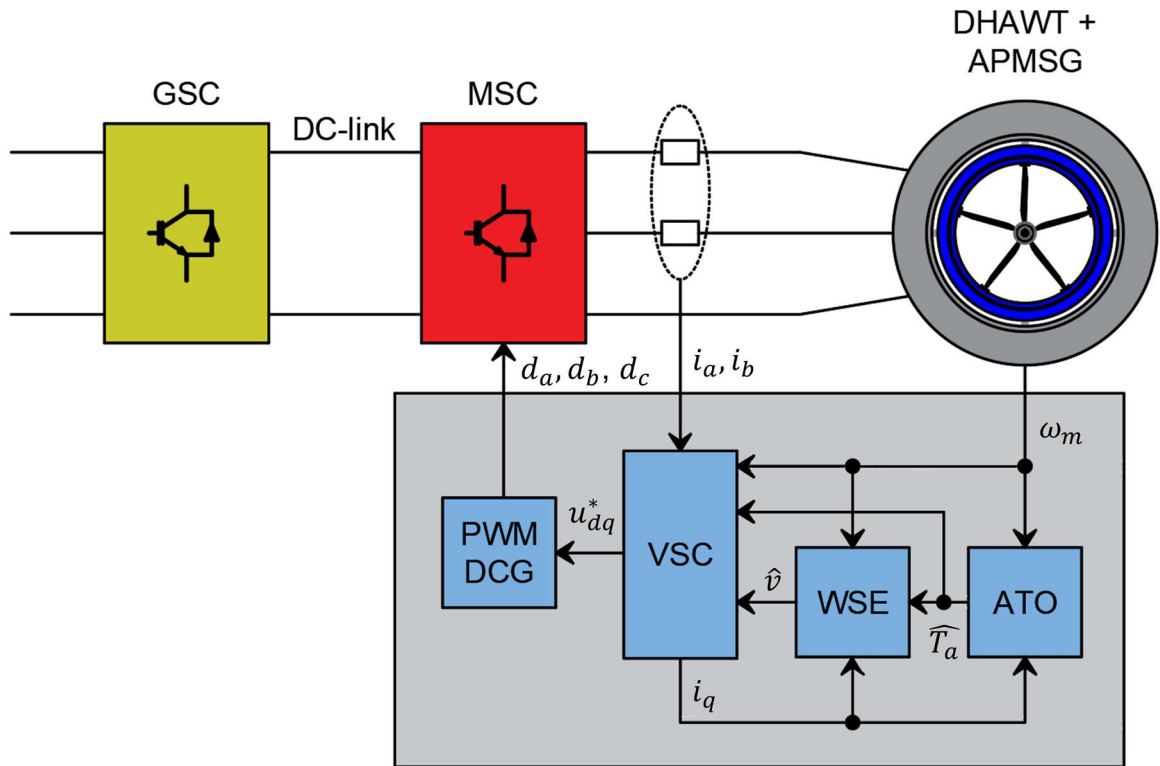 DHAWT +
APMSG
GSC
MSC
DC-link
d_a, d_b, d_c
i_a, i_b
ω_m
u*_dq
PWM
DCG
VSC
v̂
WSE
T̂_a
ATO
i_q